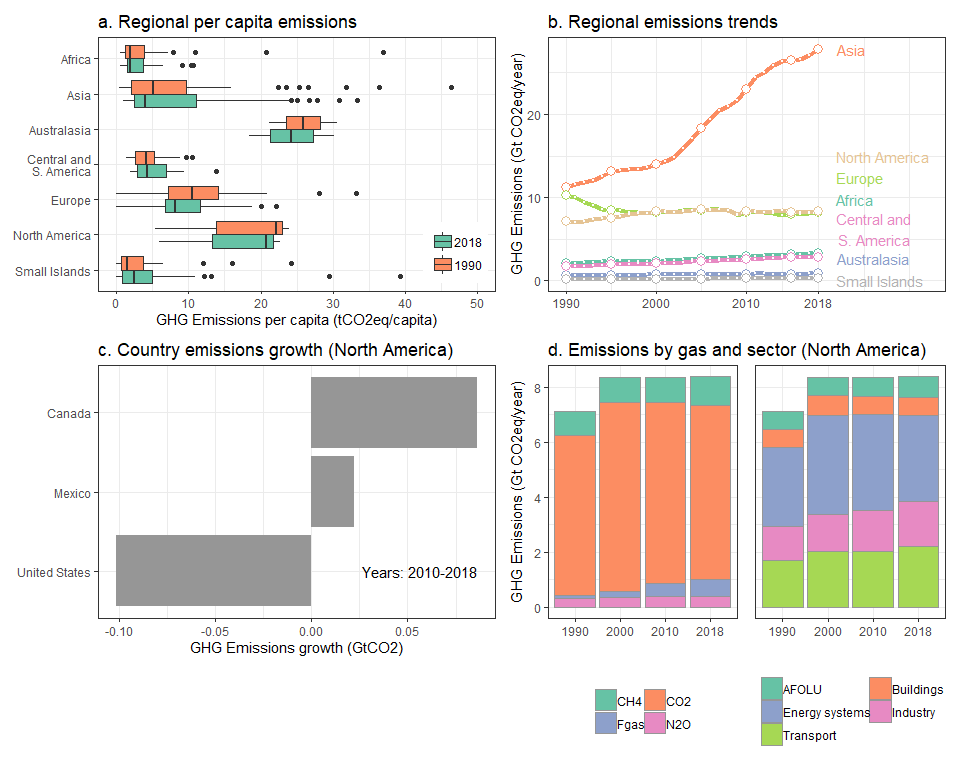 a. Regional per capita emissions
Africa
Asia
Australasia
Central and
S. America
Europe
North America
Small Islands
2018
1990
0
10
20
30
40
50
GHG Emissions per capita (tCO2eq/capita)
b. Regional emissions trends
GHG Emissions (Gt CO2eq/year)
20
10
0
Asia
North America
Europe
Africa
Central and
S. America
Australasia
Small Islands
1990
2000
2010
2018
c. Country emissions growth (North America)
Canada
Mexico
United States
Years: 2010-2018
-0.10
-0.05
0.00
0.05
GHG Emissions growth (GtCO2)
d. Emissions by gas and sector (North America)
GHG Emissions (Gt CO2eq/year)
8
6
4
2
0
1990
2000
2010
2018
1990
2000
2010
2018
CH4
CO2
Fgas
N2O
AFOLU
Buildings
Energy systems
Industry
Transport